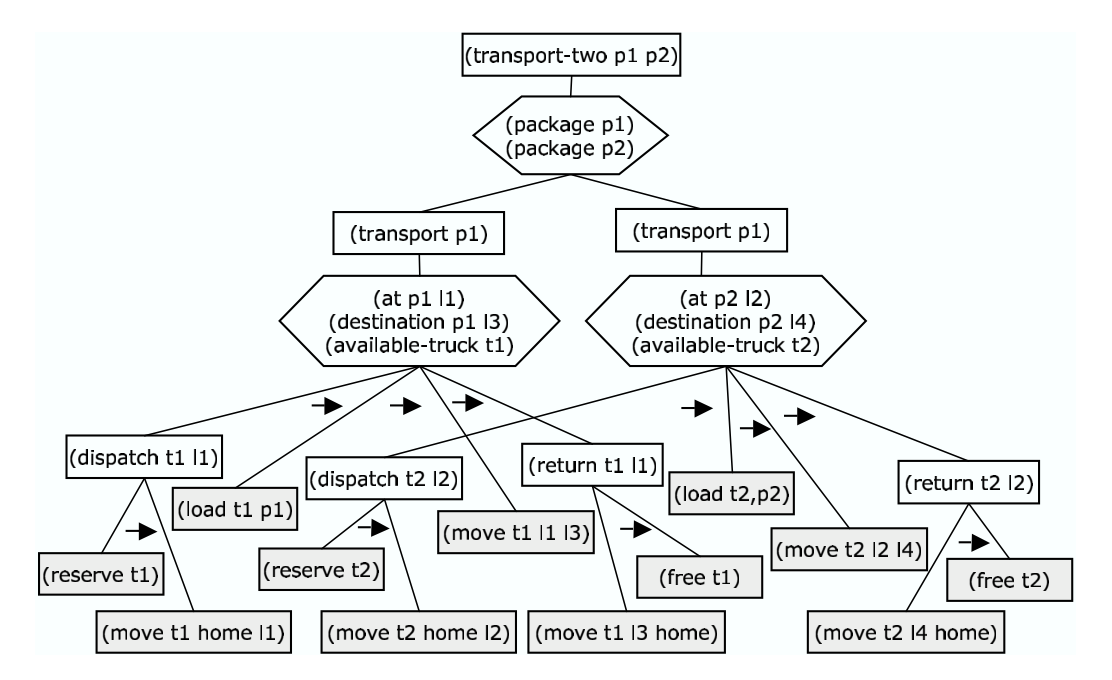 (transport-two p1 p2)
(package p1)
(package p2)
(transport p1)
(transport p1)
(at p1 l1)
(destination p1 l3)
(available-truck t1)
(at p2 l2)
(destination p2 l4)
(available-truck t2)
(dispatch t1 l1)
(load t1 p1)
(dispatch t2 l2)
(move t1 l1 l3)
(return t1 l1)
(load t2,p2)
(move t2 l2 l4)
(return t2 l2)
(reserve t1)
(reserve t2)
(free t1)
(free t2)
(move t1 home l1)
(move t2 home l2)
(move t1 l3 home)
(move t2 l4 home)